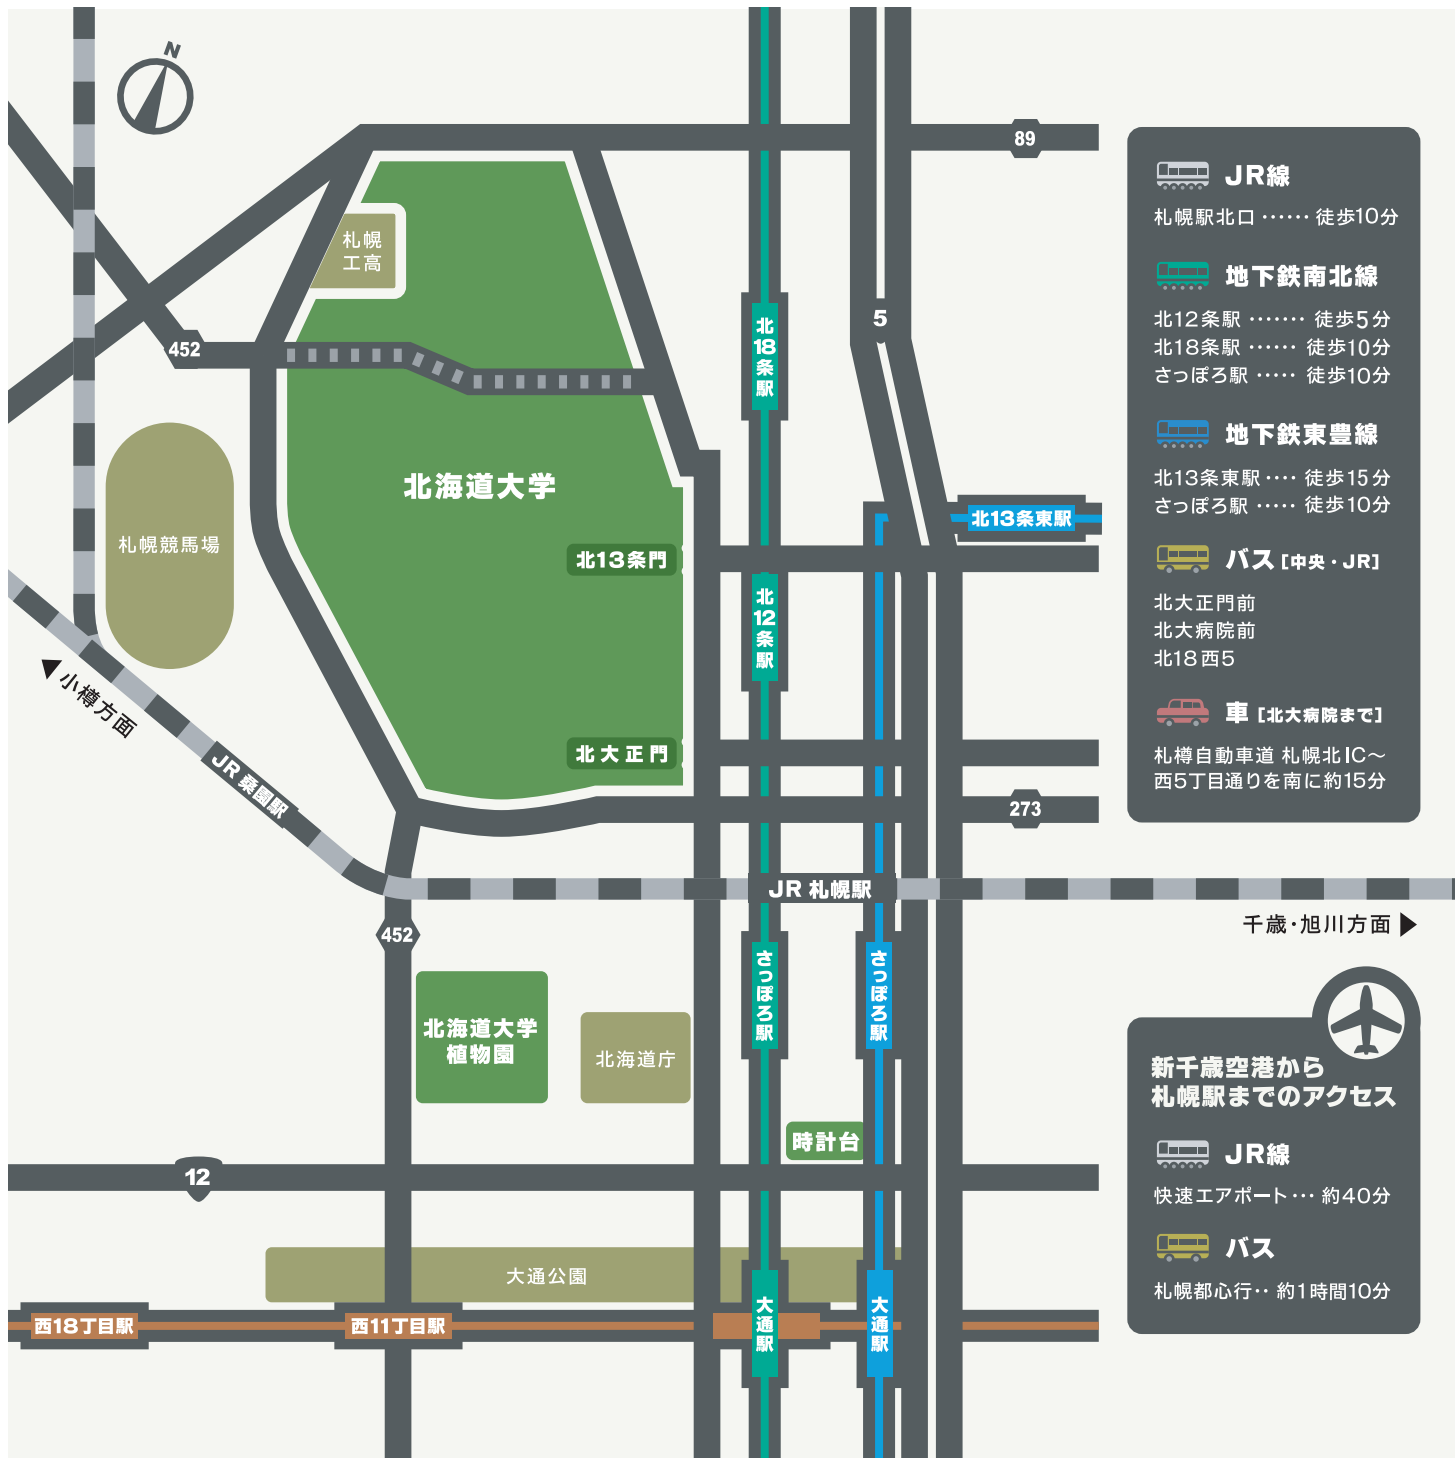 N
89
札幌
工高
452
5
北18条駅
北海道大学
札幌競馬場
北13条東駅
北13条門
北12条駅
小樽方面
北大正門
JR 桑園駅
273
JR 札幌駅
千歳・旭川方面
452
さっぽろ駅
さっぽろ駅
北海道大学
植物園
北海道庁
時計台
12
大通公園
西18丁目駅
西11丁目駅
大通駅
大通駅
JR線
札幌駅北口 …… 徒歩10分
地下鉄南北線
北12条駅 ……・ 徒歩5分
北18条駅 …… 徒歩10分
さっぽろ駅 ‥‥・ 徒歩10分
地下鉄東豊線
北13条東駅 ‥‥ 徒歩15分
さっぽろ駅 ‥‥・ 徒歩10分
バス [中央・JR]
北大正門前
北大病院前
北18西5
車 [北大病院まで]
札樽自動車道 札幌北IC〜
西5丁目通りを南に約15分
新千歳空港から
札幌駅までのアクセス
JR線
快速エアポート… 約40分
バス
札幌都心行‥ 約1時間10分